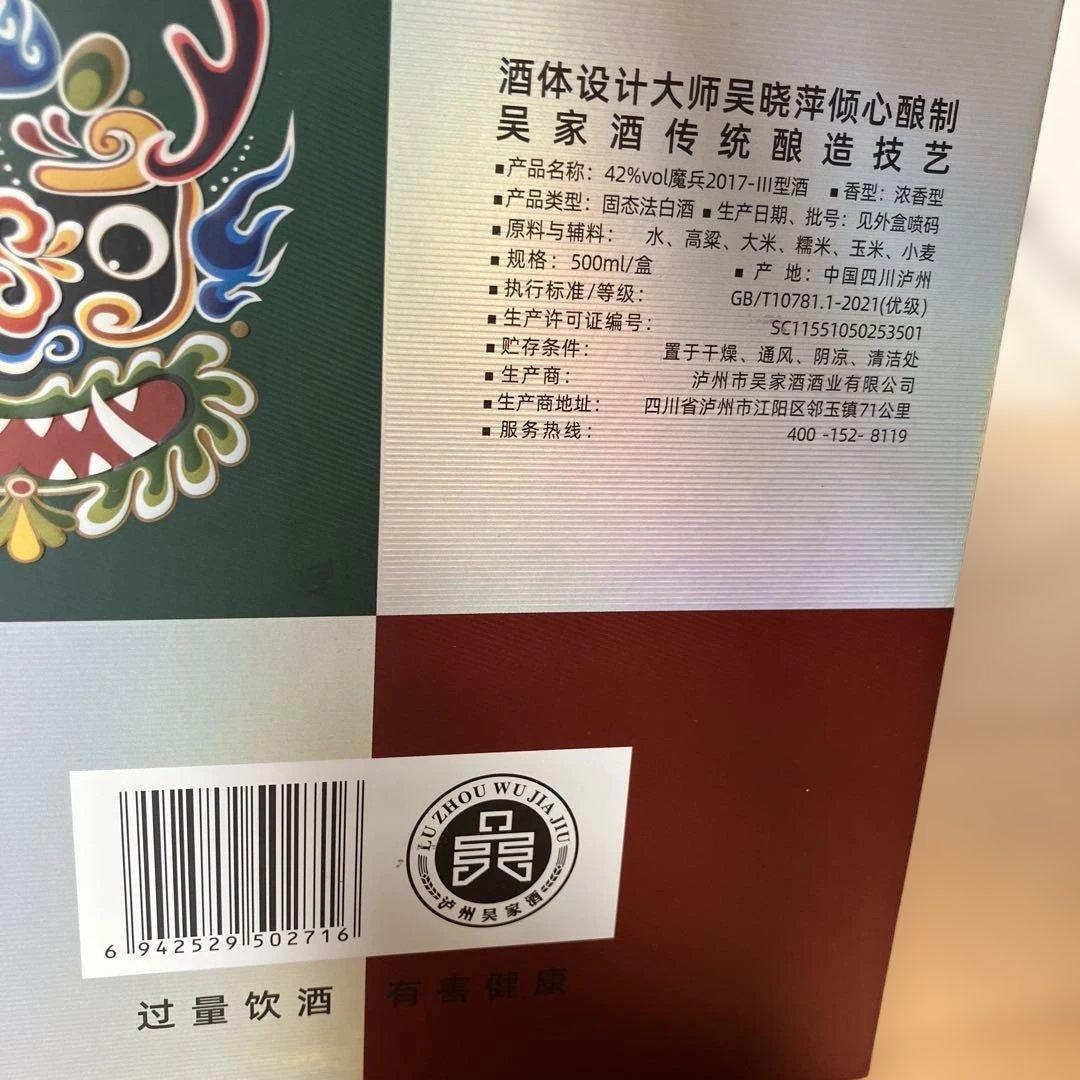 酒体设计大师吴晓萍倾心酿制
吴家酒传统酿造技艺
■产品名称：42%vol魔兵2017-III型酒 ■香型：浓香型
■产品类型：固态法白酒 ■生产日期、批号：见外盒喷码
■原料与辅料： 水、高粱、大米、糯米、玉米、小麦
■规格：500ml/盒 ■产 地：中国四川泸州
■执行标准/等级： GB/T10781.1-2021(优级)
■生产许可证编号： SC11551050253501
■贮存条件： 置于干燥、通风、阴凉、清洁处
■生产商： 泸州市吴家酒酒业有限公司
■生产商地址： 四川省泸州市江阳区邻玉镇71公里
■服务热线： 400 -152- 8119
LU ZHOU WU JIA JIU
泸州吴家酒
6 942529 502716
过量饮酒 有害健康